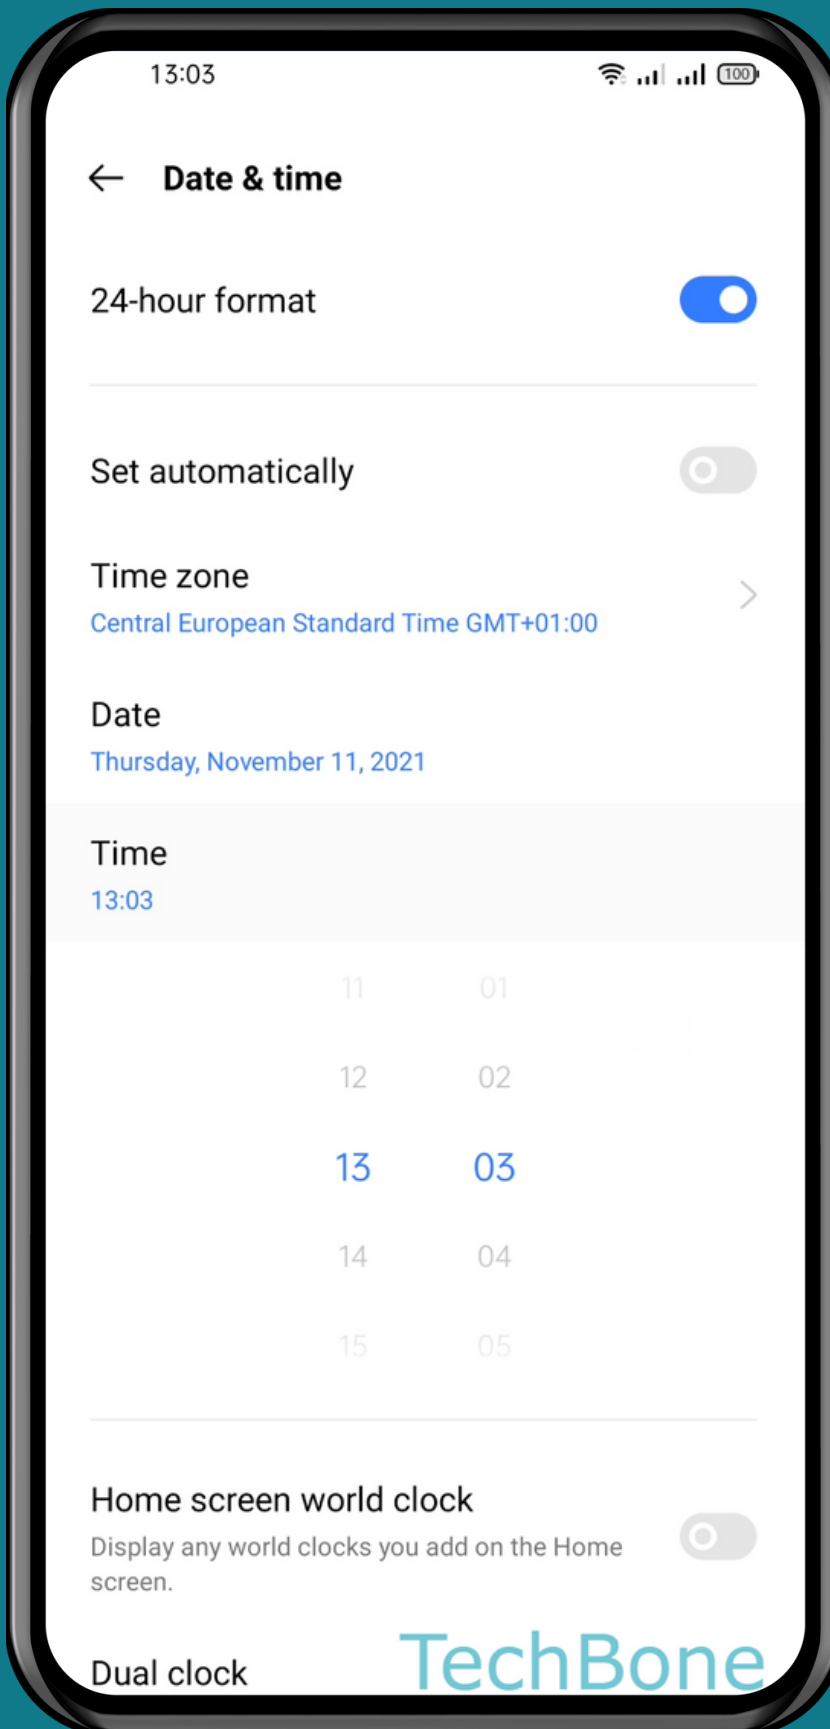 13:03
100
Date & time
24-hour format
Set automatically
Time zone
Central European Standard Time GMT+01:00
Date
Thursday, November 11, 2021
Time
13:03
11 01
12 02
13 03
14 04
15 05
Home screen world clock
Display any world clocks you add on the Home
screen.
Dual clock
TechBone